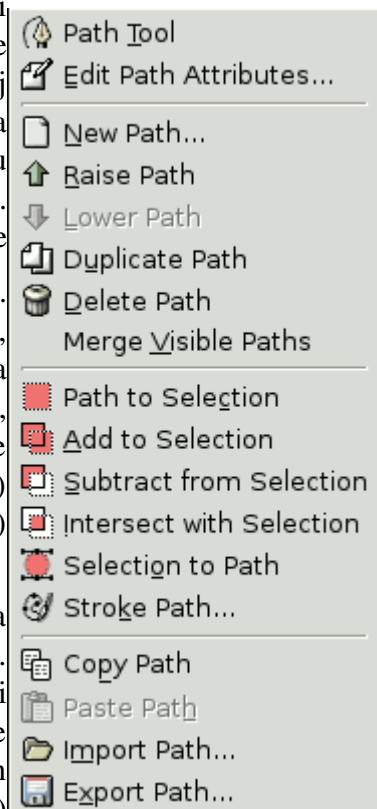 Path Tool
Edit Path Attributes...
New Path...
Raise Path
Lower Path
Duplicate Path
Delete Path
Merge Visible Paths
Path to Selection
Add to Selection
Subtract from Selection
Intersect with Selection
Selection to Path
Stroke Path...
Copy Path
Paste Path
Import Path...
Export Path...